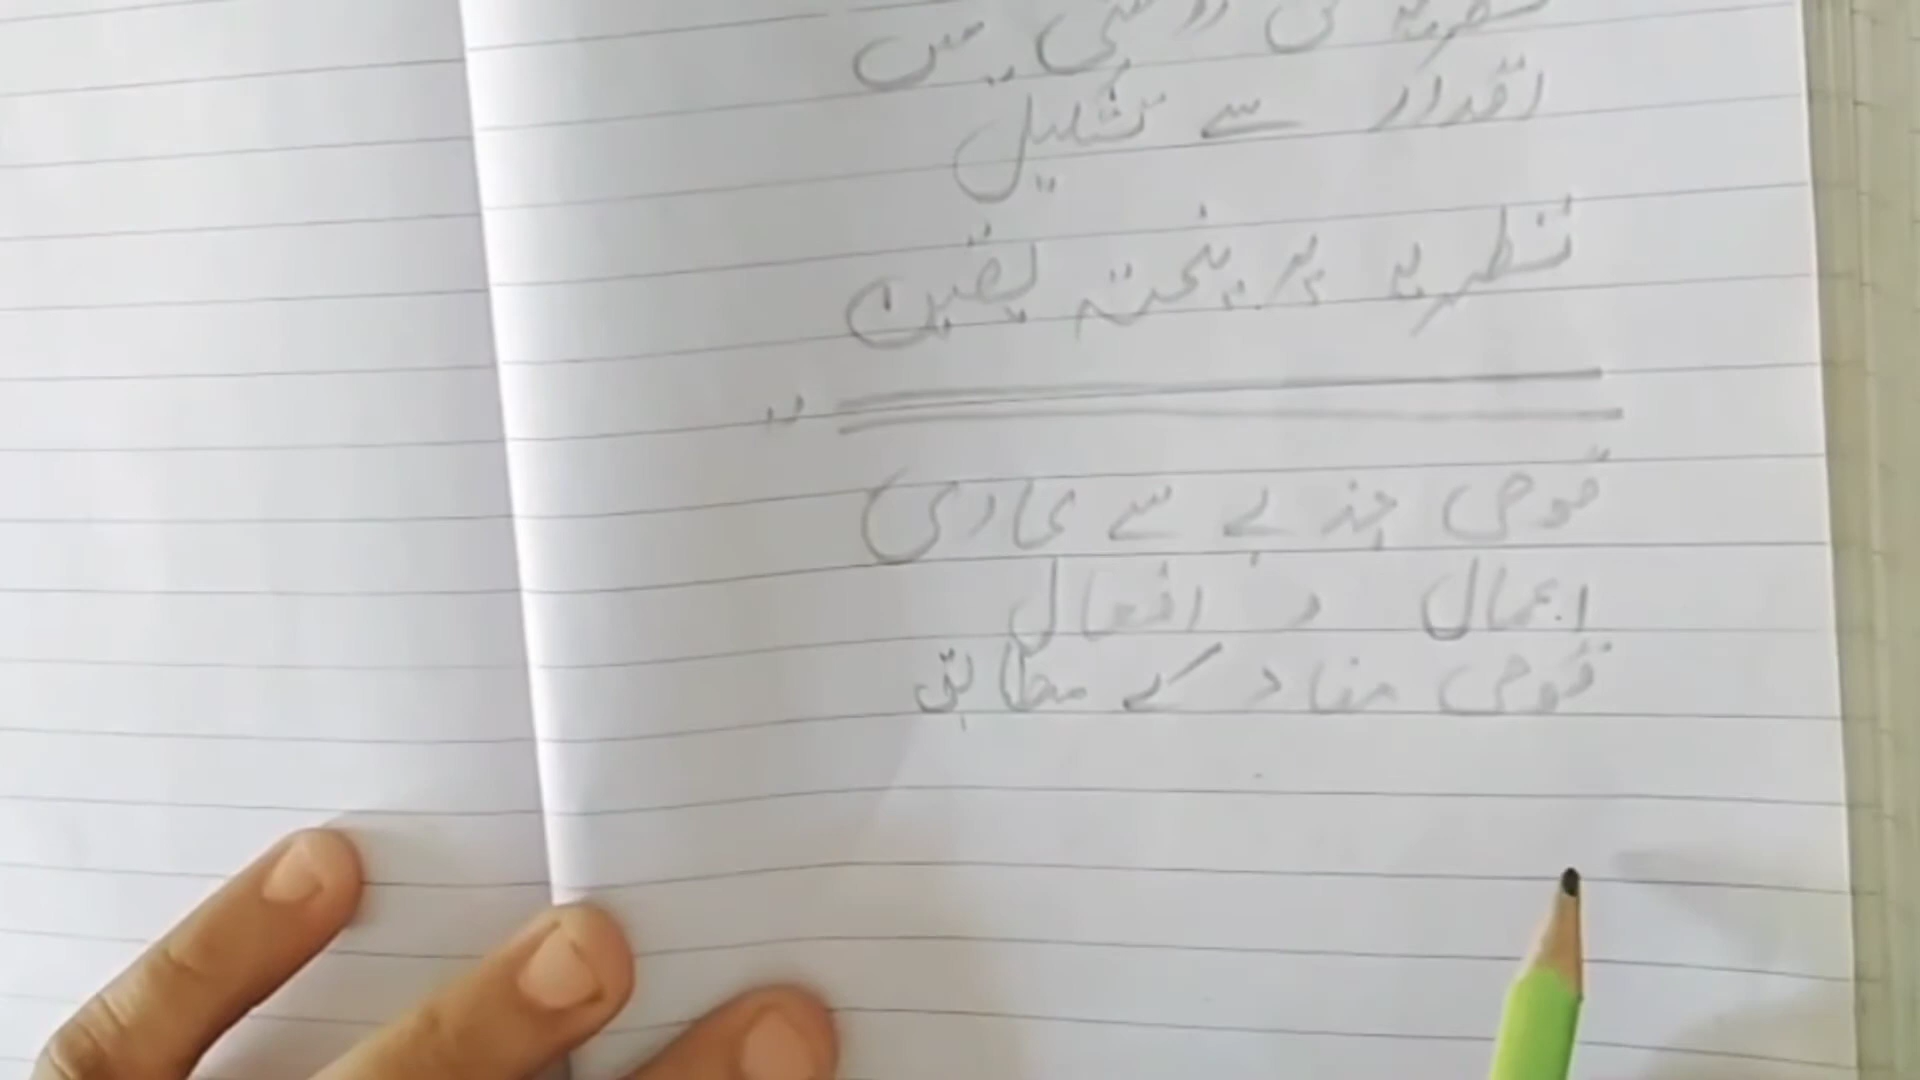 نظریہ کی روشنی میں
اقدار سے تشکیل
نظریہ پر پختہ یقین
قومی جذبے سے عاری
اعمال و افعال
قومی مفاد کے مطابق